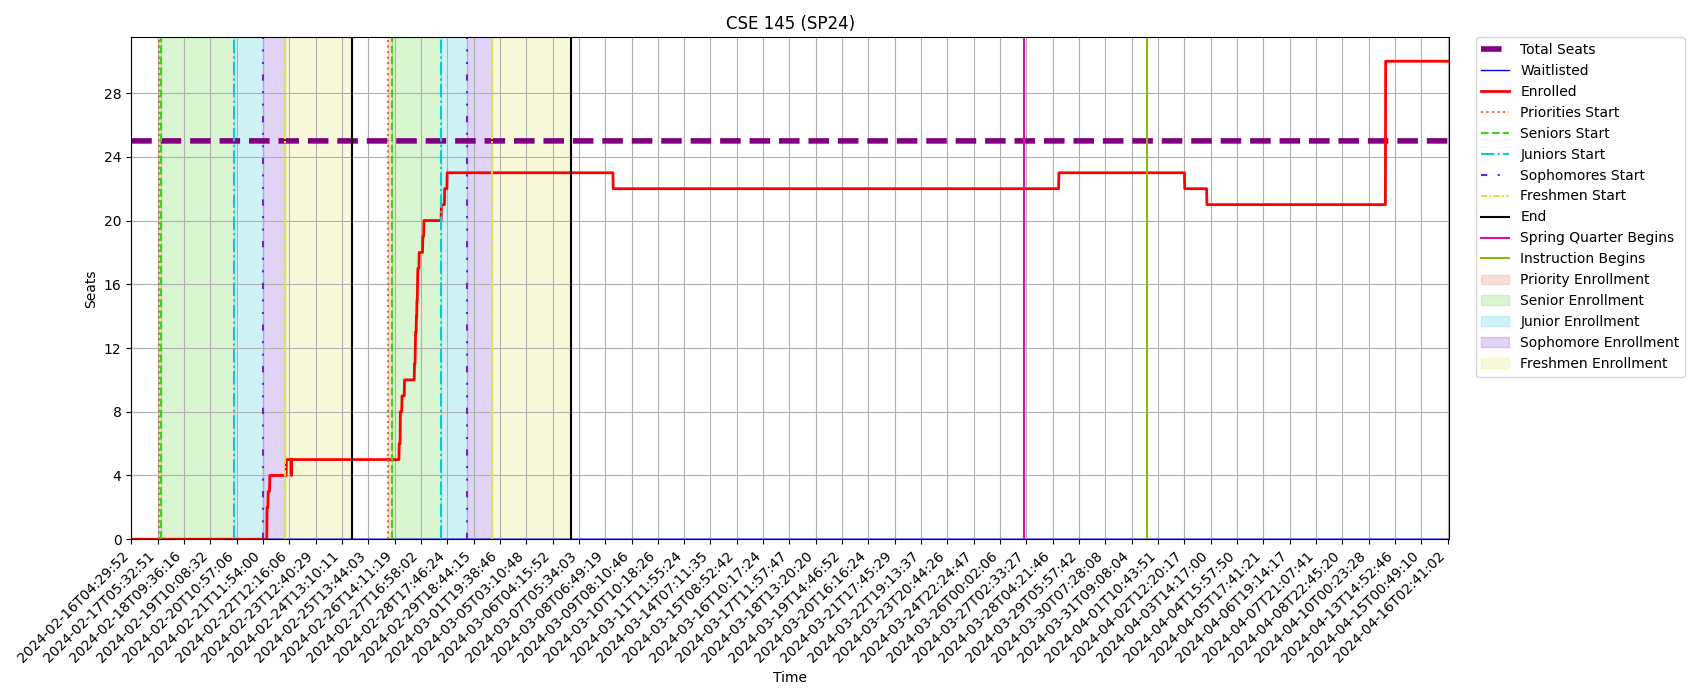 CSE 145 (SP24)
Seats
28
24
20
16
12
8
4
0
2024-02-16T04:29:52
2024-02-17T05:32:51
2024-02-18T09:36:16
2024-02-19T10:08:32
2024-02-20T10:57:06
2024-02-21T11:54:00
2024-02-22T12:16:06
2024-02-23T12:40:29
2024-02-24T13:10:11
2024-02-25T13:44:03
2024-02-26T14:11:19
2024-02-27T16:58:02
2024-02-28T17:46:24
2024-02-29T18:44:15
2024-03-01T19:38:46
2024-03-05T03:10:48
2024-03-06T04:15:52
2024-03-07T05:34:03
2024-03-08T06:49:19
2024-03-09T08:10:46
2024-03-10T10:18:26
2024-03-11T11:55:24
2024-03-14T07:11:35
2024-03-15T08:52:42
2024-03-16T10:17:24
2024-03-17T11:57:47
2024-03-18T13:20:20
2024-03-19T14:46:52
2024-03-20T16:16:24
2024-03-21T17:45:29
2024-03-22T19:13:37
2024-03-23T20:44:26
2024-03-24T22:24:47
2024-03-26T00:02:06
2024-03-27T02:33:27
2024-03-28T04:21:46
2024-03-29T05:57:42
2024-03-30T07:28:08
2024-03-31T09:08:04
2024-04-01T10:43:51
2024-04-02T12:20:17
2024-04-03T14:17:00
2024-04-04T15:57:50
2024-04-05T17:41:21
2024-04-06T19:14:17
2024-04-07T21:07:41
2024-04-08T22:45:20
2024-04-10T00:23:28
2024-04-13T14:52:46
2024-04-15T00:49:10
2024-04-16T02:41:02
Time
Total Seats
Waitlisted
Enrolled
Priorities Start
Seniors Start
Juniors Start
Sophomores Start
Freshmen Start
End
Spring Quarter Begins
Instruction Begins
Priority Enrollment
Senior Enrollment
Junior Enrollment
Sophomore Enrollment
Freshmen Enrollment